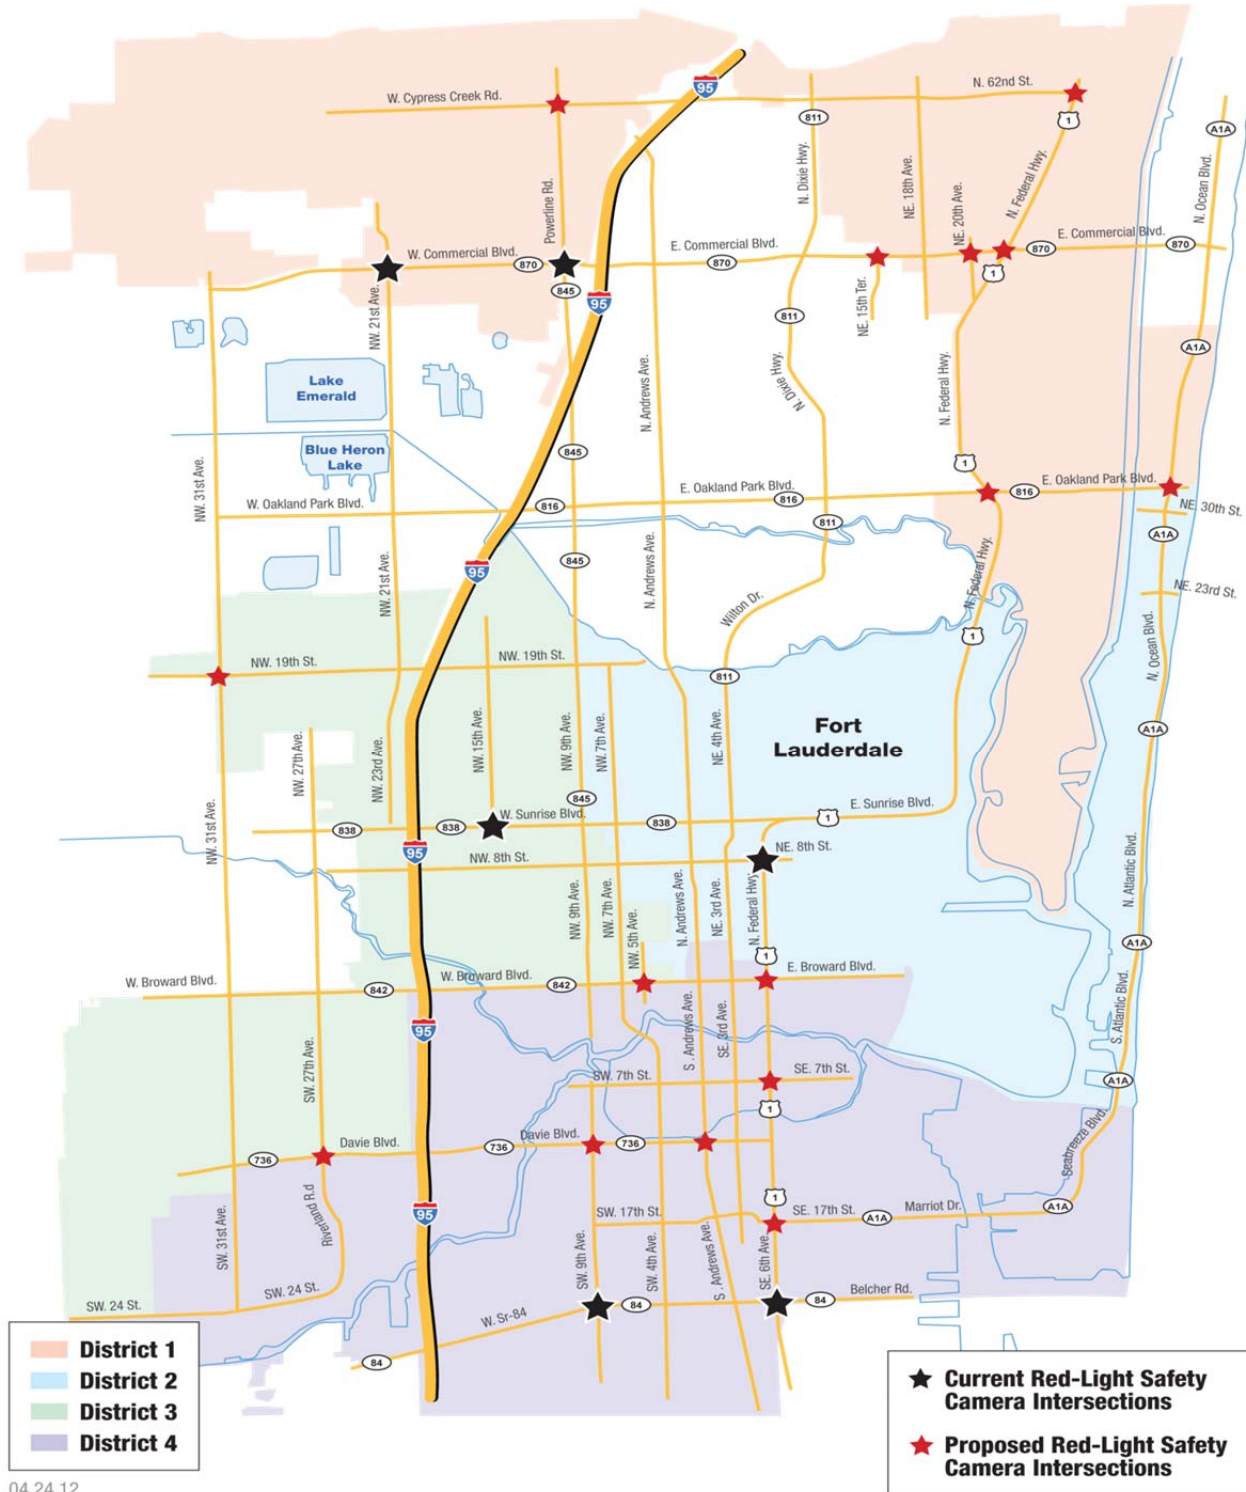 95
W. Cypress Creek Rd.
N. 62nd St.
1
811
A1A
N. Dixie Hwy.
NE. 18th Ave.
N. Federal Hwy.
N. Ocean Blvd.
Powerline Rd.
NE. 20th Ave.
W. Commercial Blvd.
870
E. Commercial Blvd.
870
870
E. Commercial Blvd.
870
845
1
95
NW. 21st Ave.
811
NE. 15th Ter.
A1A
Lake
Emerald
N. Andrews Ave.
N. Dixie Hwy.
N. Federal Hwy.
Blue Heron
Lake
845
1
NW. 31st Ave.
W. Oakland Park Blvd.
816
E. Oakland Park Blvd.
816
816
E. Oakland Park Blvd.
NE. 30th St.
811
A1A
845
95
NW. 21st Ave.
N. Andrews Ave.
N. Federal Hwy.
NE. 23rd St.
Wilton Dr.
1
N. Ocean Blvd.
NW. 19th St.
NW. 19th St.
811
Fort
Lauderdale
NW. 27th Ave.
NW. 23rd Ave.
NW. 15th Ave.
NW. 9th Ave.
NW. 7th Ave.
NE. 4th Ave.
A1A
845
NW. 31st Ave.
838
838
W. Sunrise Blvd.
838
1
E. Sunrise Blvd.
95
NW. 8th St.
NE. 8th St.
NW. 9th Ave.
NW. 7th Ave.
NW. 5th Ave.
N. Andrews Ave.
NE. 3rd Ave.
N. Federal Hwy
N. Atlantic Blvd.
A1A
1
W. Broward Blvd.
842
W. Broward Blvd.
842
E. Broward Blvd.
95
SW. 27th Ave.
S . Andrews Ave.
SE. 3rd Ave.
S. Atlantic Blvd.
SW. 7th St.
SE. 7th St.
A1A
1
736
Davie Blvd.
736
Davie Blvd.
736
Seabreeze Blvd.
Riverland R.d
95
1
SW. 17th St.
SE. 17th St.
A1A
Marriot Dr.
A1A
SW. 31st Ave.
SW. 9th Ave.
SW. 4th Ave.
S . Andrews Ave.
SE. 6th Ave.
SW. 24 St.
SW. 24 St.
W. Sr-84
84
84
Belcher Rd.
84
District 1
District 2
District 3
District 4
Current Red-Light Safety
Camera Intersections
Proposed Red-Light Safety
Camera Intersections
04.24.12